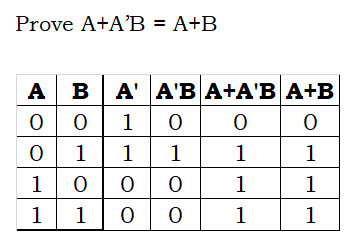 Prove A+A’B = A+B
A B A' A'B A+A'B A+B
0 0 1 0 0 0
0 1 1 1 1 1
1 0 0 0 1 1
1 1 0 0 1 1